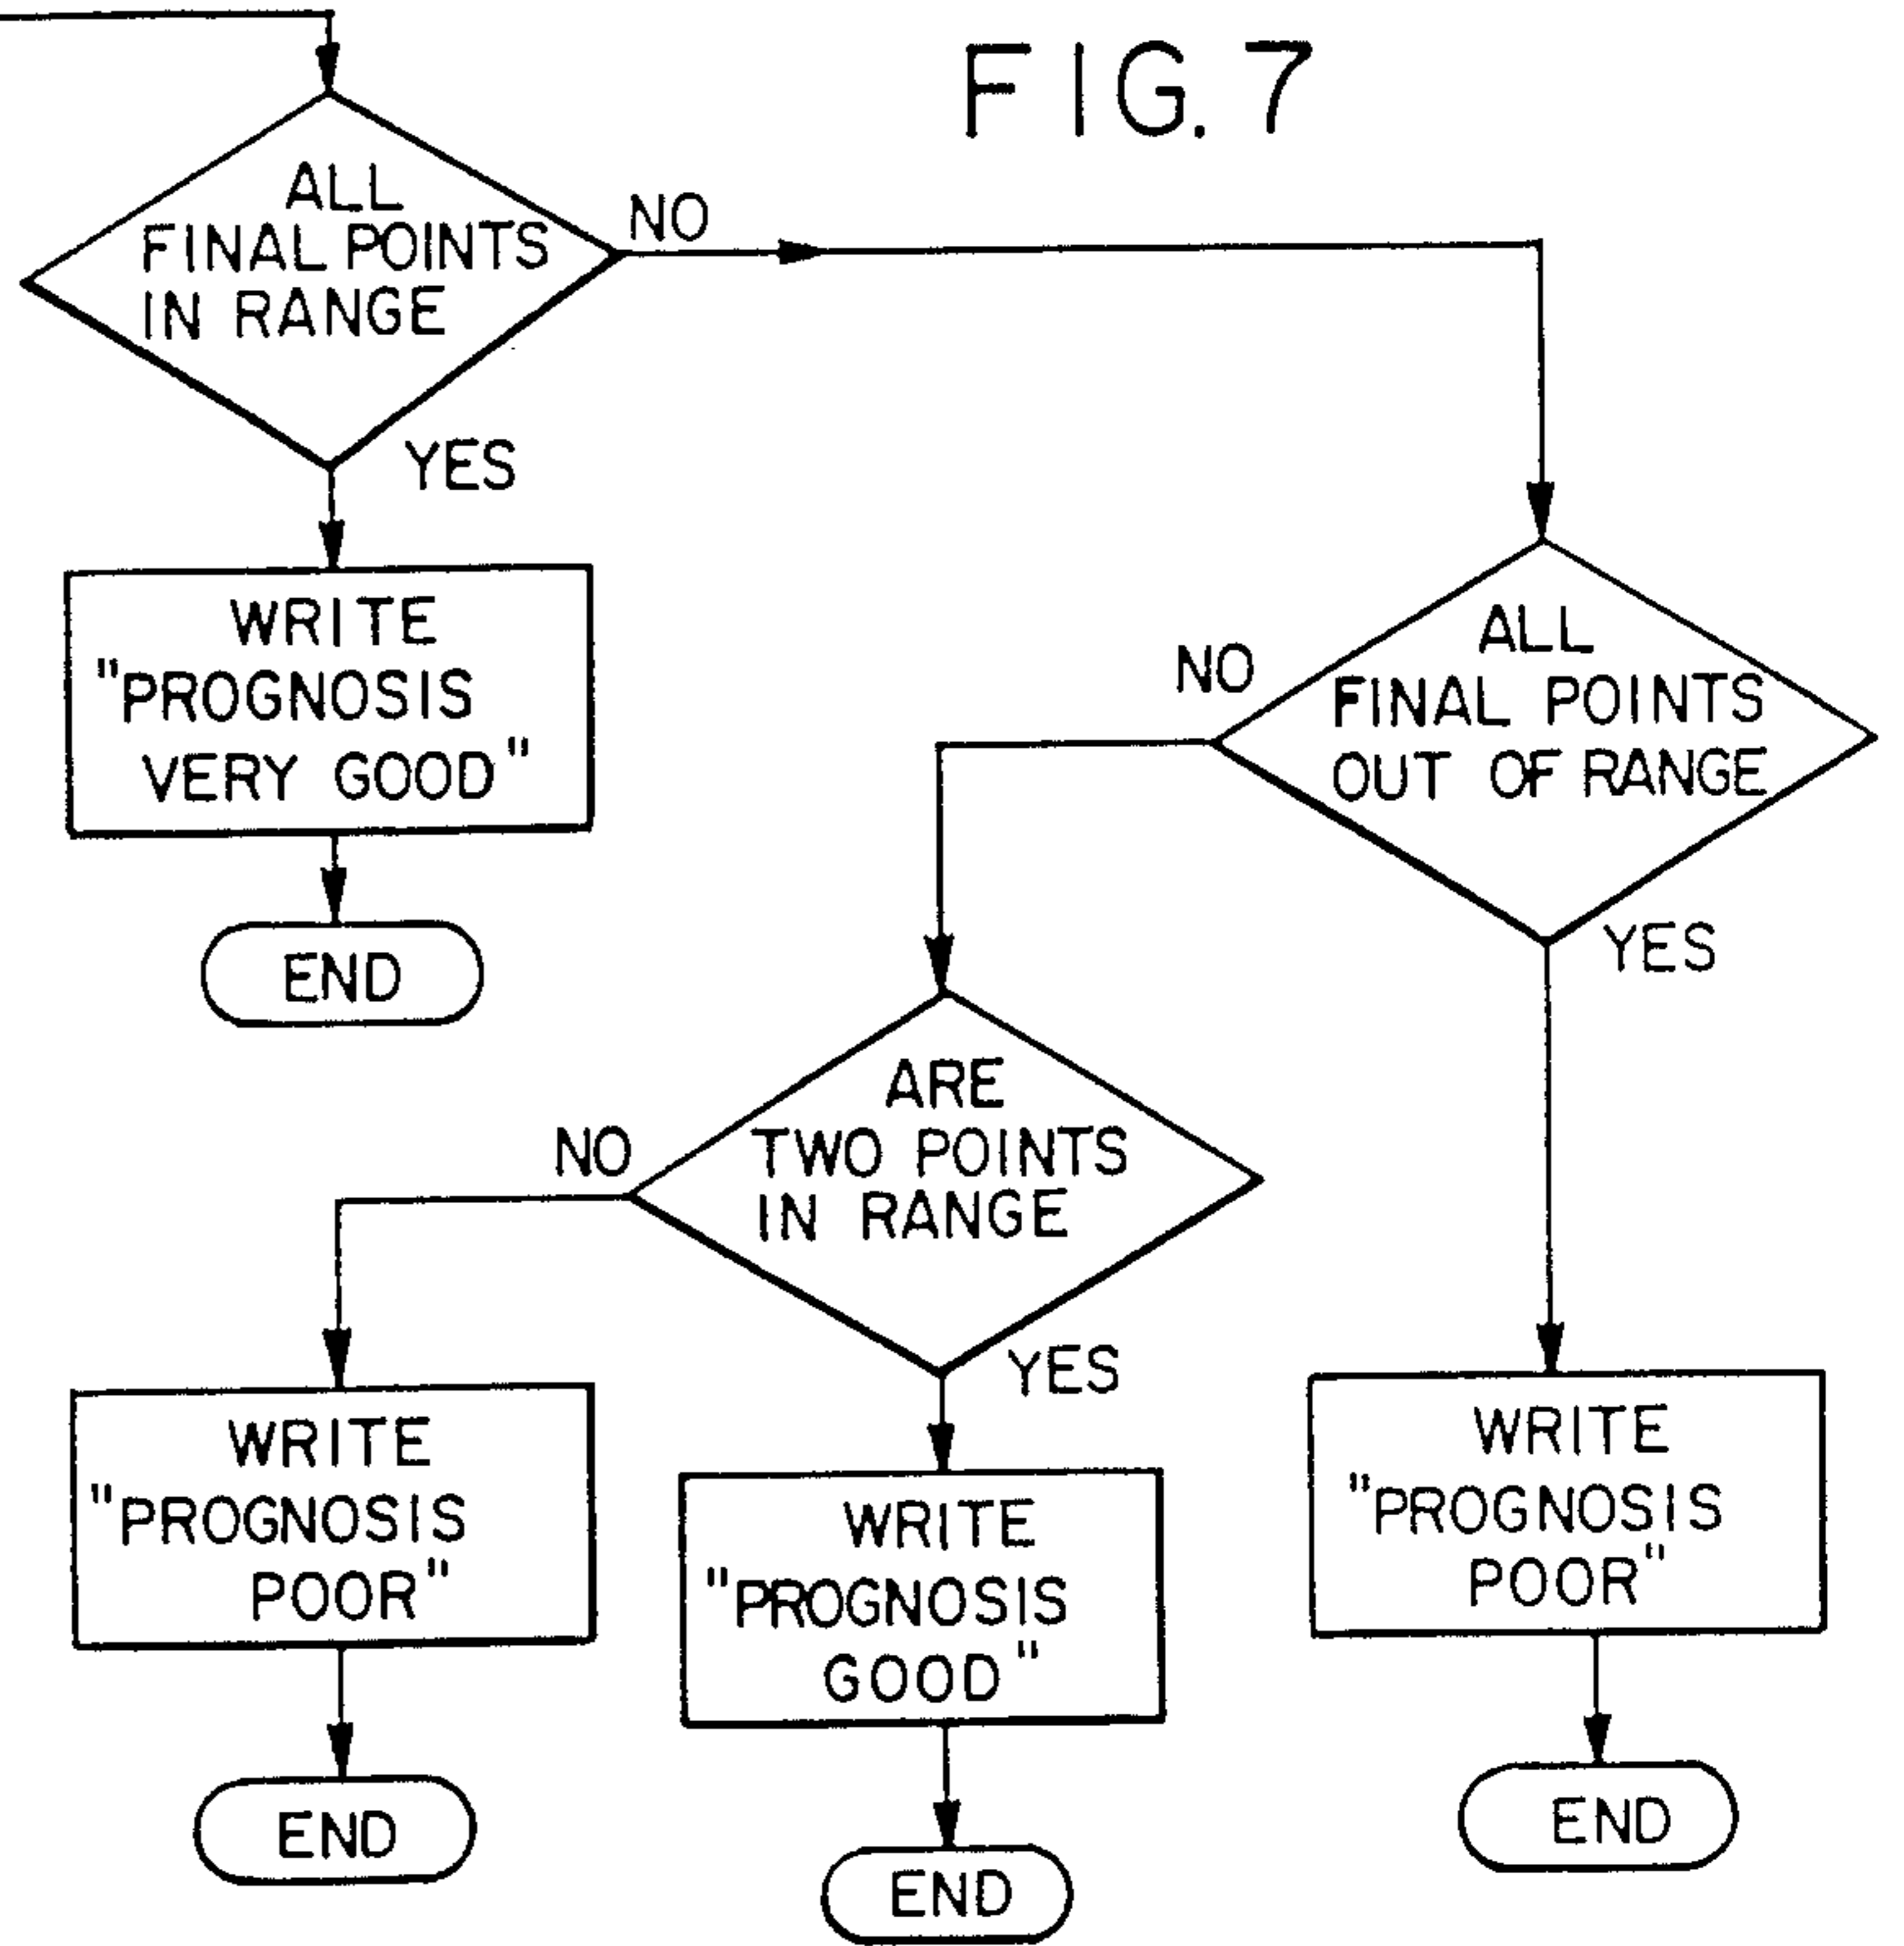 FIG. 7
ALL
FINAL POINTS
IN RANGE
NO
YES
WRITE
"PROGNOSIS
VERY GOOD"
END
ALL
FINAL POINTS
OUT OF RANGE
NO
YES
ARE
TWO POINTS
IN RANGE
NO
YES
WRITE
"PROGNOSIS
POOR"
END
WRITE
"PROGNOSIS
GOOD"
END
WRITE
"PROGNOSIS
POOR"
END